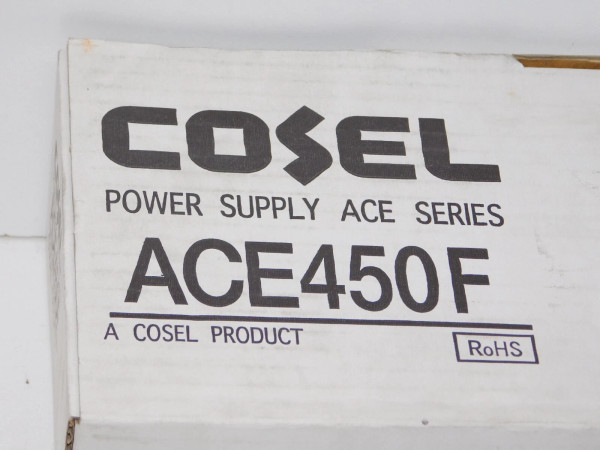 COSEL
POWER SUPPLY ACE SERIES
ACE450F
A COSEL PRODUCT
RoHS